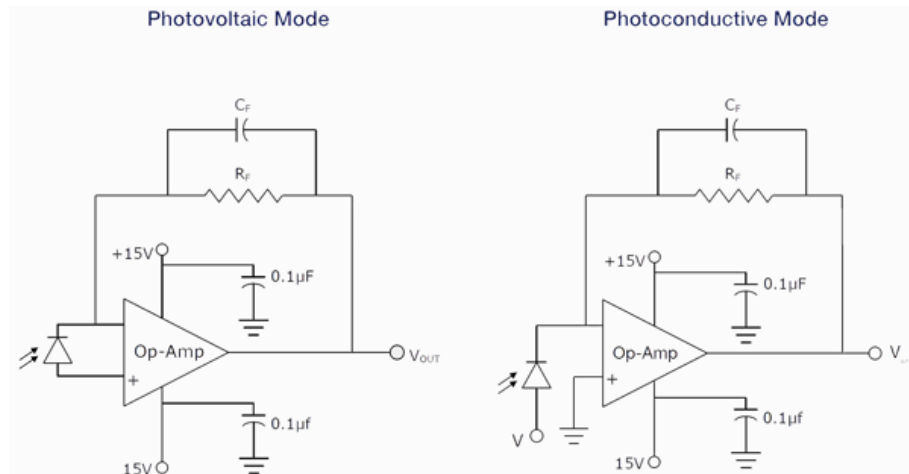 Photovoltaic Mode
Photoconductive Mode
CF
RF
+15V
0.1µF
Op-Amp
+
VOUT
0.1µf
15V
CF
RF
+15V
0.1µF
Op-Amp
+
V
V
0.1µf
15V